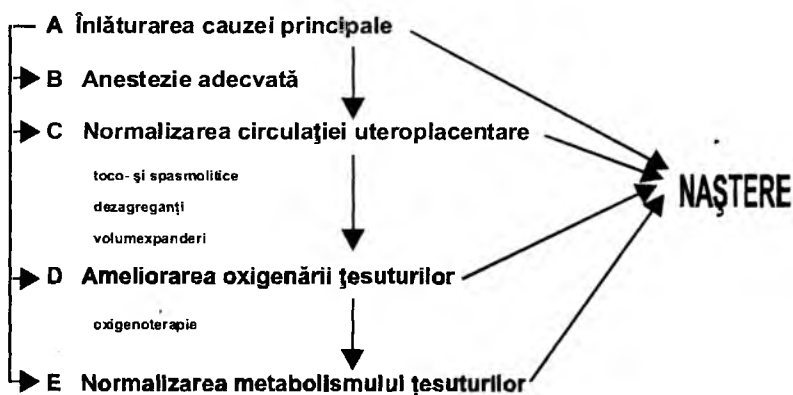 A Înlăturarea cauzei principale
B Anestezie adecvată
C Normalizarea circulaţiei uteroplacentare
toco- şi spasmolitice
dezagreganţi
volumexpanderi
NAŞTERE
D Ameliorarea oxigenării ţesuturilor
oxigenoterapie
E Normalizarea metabolismului ţesuturilor